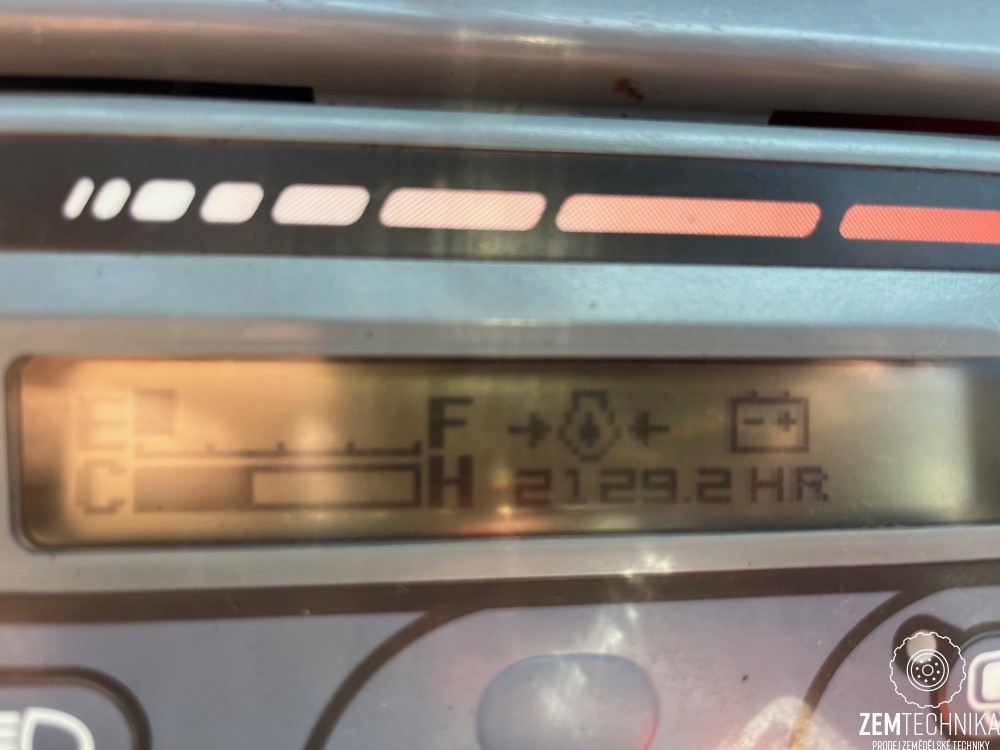 E F
C H 2129.2 HR
ZEMTECHNIKA
PRODEJ ZEMĚDĚLSKÉ TECHNIKY